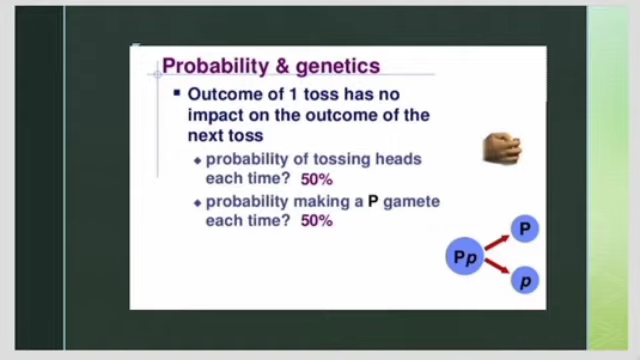 Probability & genetics
▪ Outcome of 1 toss has no
impact on the outcome of the
next toss
◆ probability of tossing heads
each time? 50%
◆ probability making a P gamete
each time? 50%
P
Pp
p